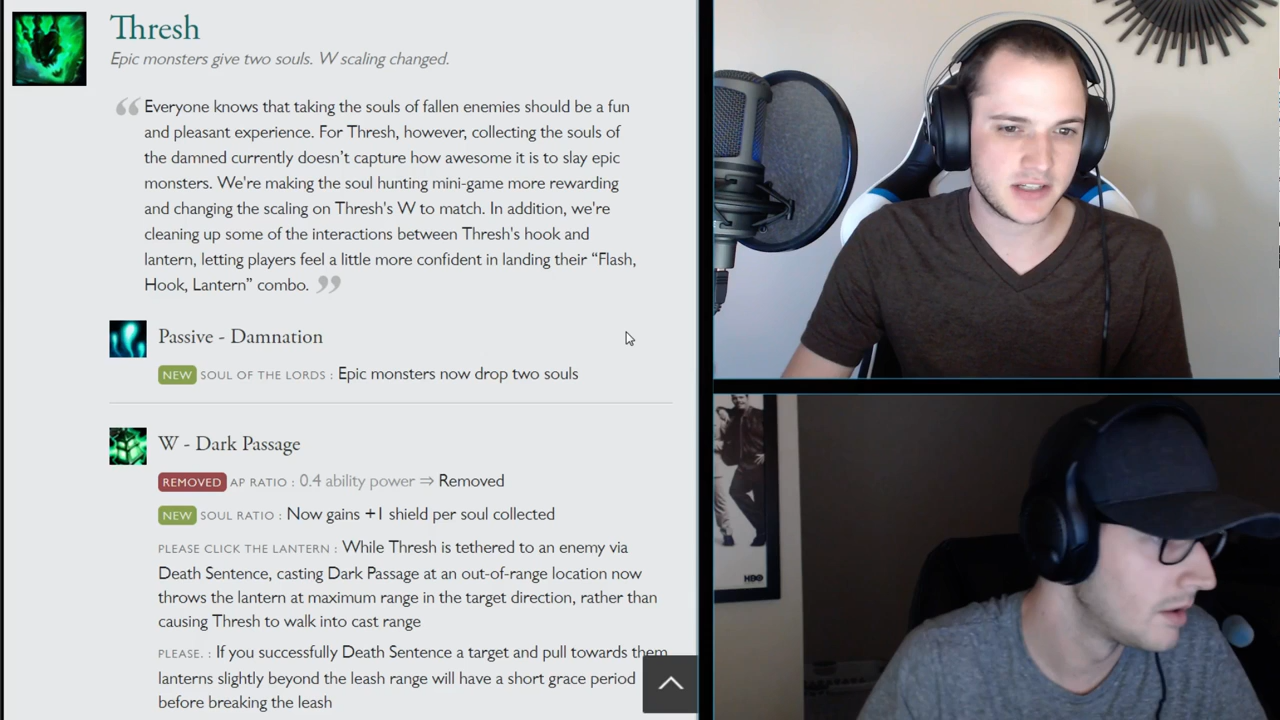 Thresh
Epic monsters give two souls. W scaling changed.
“ Everyone knows that taking the souls of fallen enemies should be a fun
and pleasant experience. For Thresh, however, collecting the souls of
the damned currently doesn’t capture how awesome it is to slay epic
monsters. We're making the soul hunting mini-game more rewarding
and changing the scaling on Thresh's W to match. In addition, we're
cleaning up some of the interactions between Thresh's hook and
lantern, letting players feel a little more confident in landing their “Flash,
Hook, Lantern” combo. ”
Passive - Damnation
NEW SOUL OF THE LORDS : Epic monsters now drop two souls
W - Dark Passage
REMOVED AP RATIO : 0.4 ability power ⇒ Removed
NEW SOUL RATIO : Now gains +1 shield per soul collected
PLEASE CLICK THE LANTERN : While Thresh is tethered to an enemy via
Death Sentence, casting Dark Passage at an out-of-range location now
throws the lantern at maximum range in the target direction, rather than
causing Thresh to walk into cast range
PLEASE. : If you successfully Death Sentence a target and pull towards them,
lanterns slightly beyond the leash range will have a short grace period
before breaking the leash
HBO